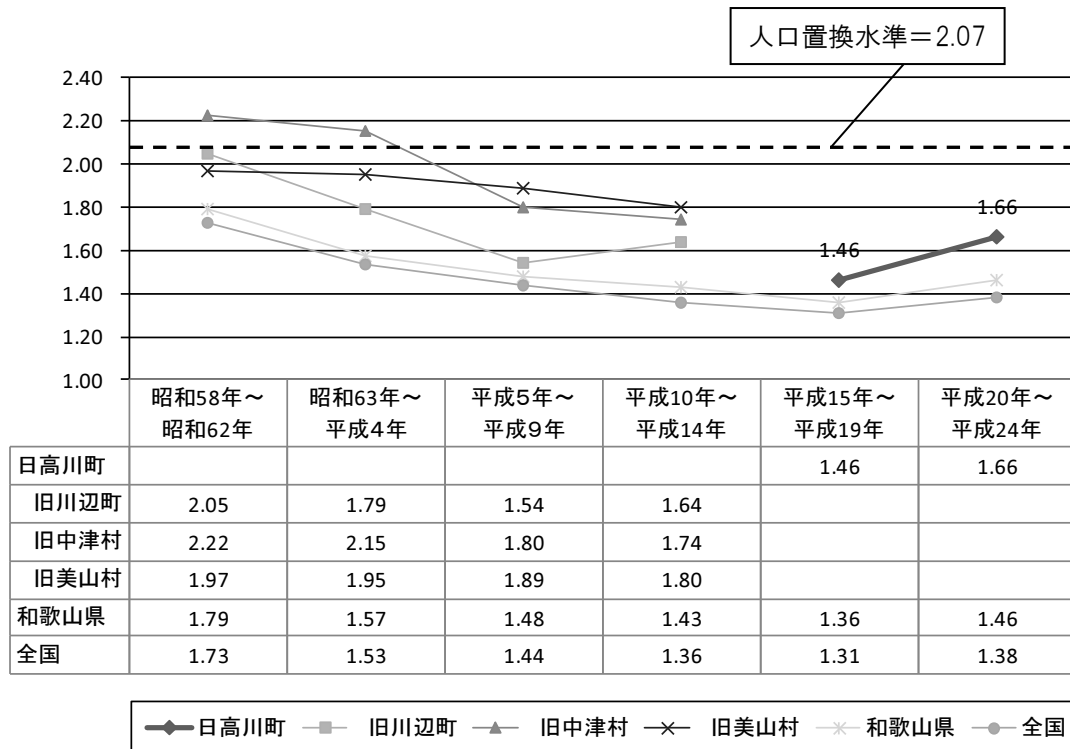 人口置換水準＝2.07
2.40
2.20
2.00
1.80
1.60
1.40
1.20
1.00
1.46
1.66
昭和58年～ 昭和63年～ 平成５年～ 平成10年～ 平成15年～ 平成20年～
昭和62年 平成４年 平成９年 平成14年 平成19年 平成24年
日高川町 1.46 1.66
旧川辺町 2.05 1.79 1.54 1.64
旧中津村 2.22 2.15 1.80 1.74
旧美山村 1.97 1.95 1.89 1.80
和歌山県 1.79 1.57 1.48 1.43 1.36 1.46
全国 1.73 1.53 1.44 1.36 1.31 1.38
日高川町 旧川辺町 旧中津村 旧美山村 和歌山県 全国